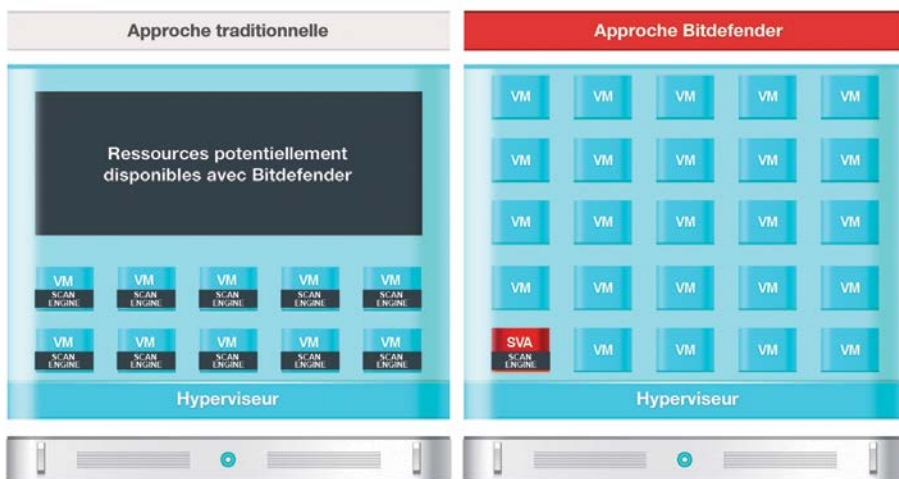 Approche traditionnelle
Ressources potentiellement
disponibles avec Bitdefender
VM VM VM VM VM
SCAN ENGINE SCAN ENGINE SCAN ENGINE SCAN ENGINE SCAN ENGINE
VM VM VM VM VM
SCAN ENGINE SCAN ENGINE SCAN ENGINE SCAN ENGINE SCAN ENGINE
Hyperviseur
Approche Bitdefender
VM VM VM VM VM
VM VM VM VM VM
VM VM VM VM VM
VM VM VM VM VM
SVA VM VM VM VM
SCAN ENGINE
Hyperviseur